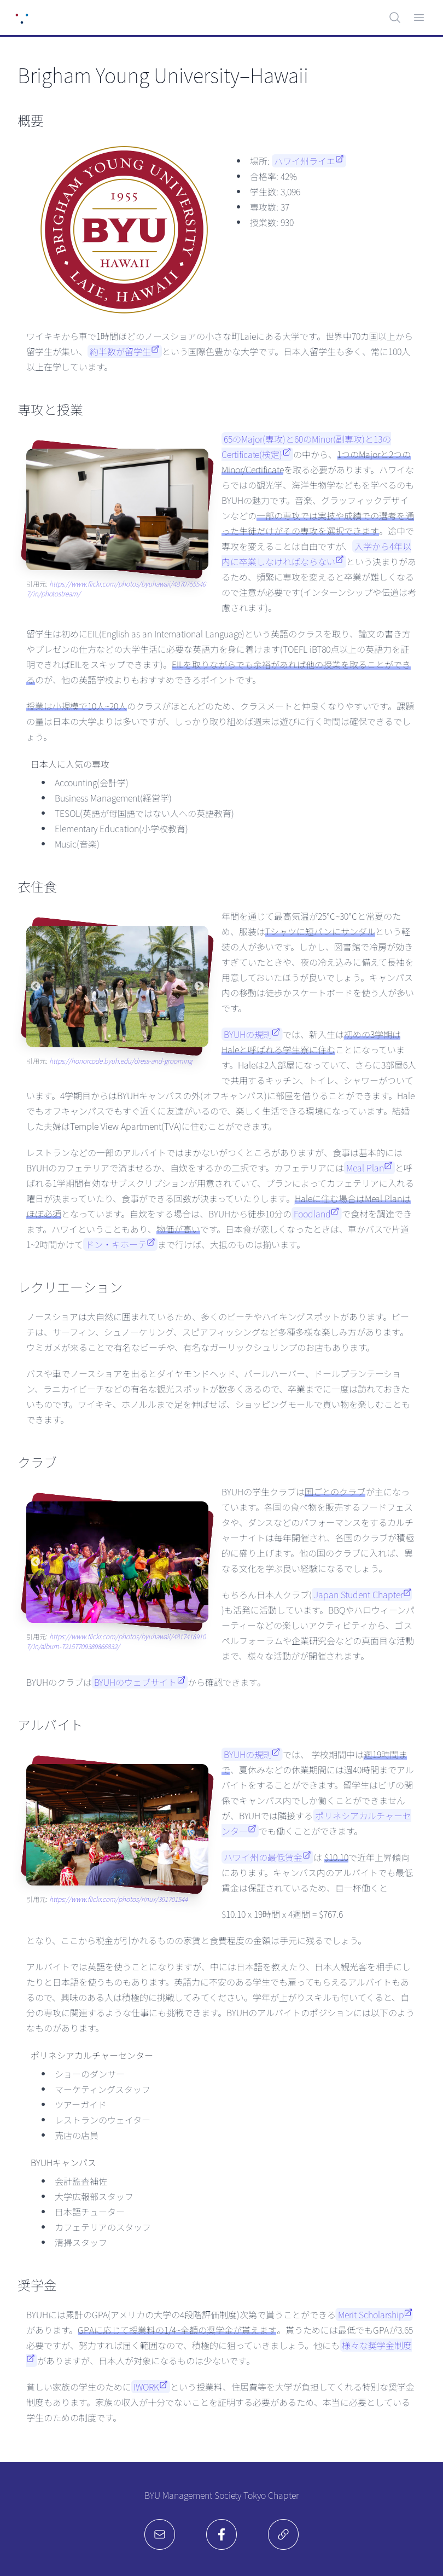 Brigham Young University–Hawaii
概要
BRIGHAM YOUNG UNIVERSITY
1955
BYU
HAWAII
LAIE, HAWAII
場所: ハワイ州ライエ
合格率: 42%
学生数: 3,096
専攻数: 37
授業数: 930
ワイキキから車で1時間ほどのノースショアの小さな町Laieにある大学です。世界中70カ国以上から
留学生が集い、約半数が留学生という国際色豊かな大学です。日本人留学生も多く、常に100人
以上在学しています。
専攻と授業
65のMajor(専攻)と60のMinor(副専攻)と13の
Certificate(検定)の中から、1つのMajorと2つの
Minor/Certificateを取る必要があります。ハワイな
らではの観光学、海洋生物学などもを学べるのも
BYUHの魅力です。音楽、グラッフィックデザイ
ンなどの一部の専攻では実技や成績での選考を通
った生徒だけがその専攻を選択できます。途中で
専攻を変えることは自由ですが、入学から4年以
内に卒業しなければならないという決まりがあ
るため、頻繁に専攻を変えると卒業が難しくなる
ので注意が必要です(インターンシップや伝道は考
慮されます)。
引用元: https://www.flickr.com/photos/byuhawaii/4870755546
7/in/photostream/
留学生は初めにEIL(English as an International Language)という英語のクラスを取り、論文の書き方
やプレゼンの仕方などの大学生活に必要な英語力を身に着けます(TOEFL iBT80点以上の英語力を証
明できればEILをスキップできます)。EILを取りながらでも余裕があれば他の授業を取ることができ
るのが、他の英語学校よりもおすすめできるポイントです。
授業は小規模で10人~20人のクラスがほとんどのため、クラスメートと仲良くなりやすいです。課題
の量は日本の大学よりは多いですが、しっかり取り組めば週末は遊びに行く時間は確保できるでし
ょう。
日本人に人気の専攻
Accounting(会計学)
Business Management(経営学)
TESOL(英語が母国語ではない人への英語教育)
Elementary Education(小学校教育)
Music(音楽)
衣住食
年間を通じて最高気温が25℃~30℃と常夏のた
め、服装はTシャツに短パンにサンダルという軽
装の人が多いです。しかし、図書館で冷房が効き
すぎていたときや、夜の冷え込みに備えて長袖を
用意しておいたほうが良いでしょう。キャンパス
内の移動は徒歩かスケートボードを使う人が多い
です。
引用元: https://honorcode.byuh.edu/dress-and-grooming
BYUHの規則では、新入生は初めの3学期は
Haleと呼ばれる学生寮に住むことになっていま
す。Haleは2人部屋になっていて、さらに3部屋6人
で共用するキッチン、トイレ、シャワーがついて
います。4学期目からはBYUHキャンパスの外(オフキャンパス)に部屋を借りることができます。Hale
でもオフキャンパスでもすぐ近くに友達がいるので、楽しく生活できる環境になっています。結婚
した夫婦はTemple View Apartment(TVA)に住むことができます。
レストランなどの一部のアルバイトではまかないがつくところがありますが、食事は基本的には
BYUHのカフェテリアで済ませるか、自炊をするかの二択です。カフェテリアにはMeal Planと呼
ばれる1学期間有効なサブスクリプションが用意されていて、プランによってカフェテリアに入れる
曜日が決まっていたり、食事ができる回数が決まっていたりします。Haleに住む場合はMeal Planは
ほぼ必須となっています。自炊をする場合は、BYUHから徒歩10分のFoodlandで食材を調達でき
ます。ハワイということもあり、物価が高いです。日本食が恋しくなったときは、車かバスで片道
1~2時間かけてドン・キホーテまで行けば、大抵のものは揃います。
レクリエーション
ノースショアは大自然に囲まれているため、多くのビーチやハイキングスポットがあります。ビー
チは、サーフィン、シュノーケリング、スピアフィッシングなど多種多様な楽しみ方があります。
ウミガメが来ることで有名なビーチや、有名なガーリックシュリンプのお店もあります。
バスや車でノースショアを出るとダイヤモンドヘッド、パールハーバー、ドールプランテーショ
ン、ラニカイビーチなどの有名な観光スポットが数多くあるので、卒業までに一度は訪れておきた
いものです。ワイキキ、ホノルルまで足を伸ばせば、ショッピングモールで買い物を楽しむことも
できます。
クラブ
BYUHの学生クラブは国ごとのクラブが主になっ
ています。各国の食べ物を販売するフードフェス
タや、ダンスなどのパフォーマンスをするカルチ
ャーナイトは毎年開催され、各国のクラブが積極
的に盛り上げます。他の国のクラブに入れば、異
なる文化を学ぶ良い経験になるでしょう。
もちろん日本人クラブ(Japan Student Chapter
)も活発に活動しています。BBQやハロウィーンパ
ーティーなどの楽しいアクティビティから、ゴス
ペルフォーラムや企業研究会などの真面目な活動
まで、様々な活動がが開催されます。
引用元: https://www.flickr.com/photos/byuhawaii/4817418910
7/in/album-72157709389866832/
BYUHのクラブはBYUHのウェブサイトから確認できます。
アルバイト
BYUHの規則では、学校期間中は週19時間ま
で、夏休みなどの休業期間には週40時間までアル
バイトをすることができます。留学生はビザの関
係でキャンパス内でしか働くことができません
が、BYUHでは隣接するポリネシアカルチャーセ
ンターでも働くことができます。
ハワイ州の最低賃金は$10.10で近年上昇傾向
にあります。キャンパス内のアルバイトでも最低
賃金は保証されているため、目一杯働くと
引用元: https://www.flickr.com/photos/rinux/391701544
$10.10 x 19時間 x 4週間 = $767.6
となり、ここから税金が引かれるものの家賃と食費程度の金額は手元に残るでしょう。
アルバイトでは英語を使うことになりますが、中には日本語を教えたり、日本人観光客を相手にし
たりと日本語を使うものもあります。英語力に不安のある学生でも雇ってもらえるアルバイトもあ
るので、興味のある人は積極的に挑戦してみてください。学年が上がりスキルも付いてくると、自
分の専攻に関連するような仕事にも挑戦できます。BYUHのアルバイトのポジションには以下のよう
なものがあります。
ポリネシアカルチャーセンター
ショーのダンサー
マーケティングスタッフ
ツアーガイド
レストランのウェイター
売店の店員
BYUHキャンパス
会計監査補佐
大学広報部スタッフ
日本語チューター
カフェテリアのスタッフ
清掃スタッフ
奨学金
BYUHには累計のGPA(アメリカの大学の4段階評価制度)次第で貰うことができるMerit Scholarship
があります。GPAに応じて授業料の1/4~全額の奨学金が貰えます。貰うためには最低でもGPAが3.65
必要ですが、努力すれば届く範囲なので、積極的に狙っていきましょう。他にも様々な奨学金制度
がありますが、日本人が対象になるものは少ないです。
貧しい家族の学生のためにIWORKという授業料、住居費等を大学が負担してくれる特別な奨学金
制度もあります。家族の収入が十分でないことを証明する必要があるため、本当に必要としている
学生のための制度です。
BYU Management Society Tokyo Chapter